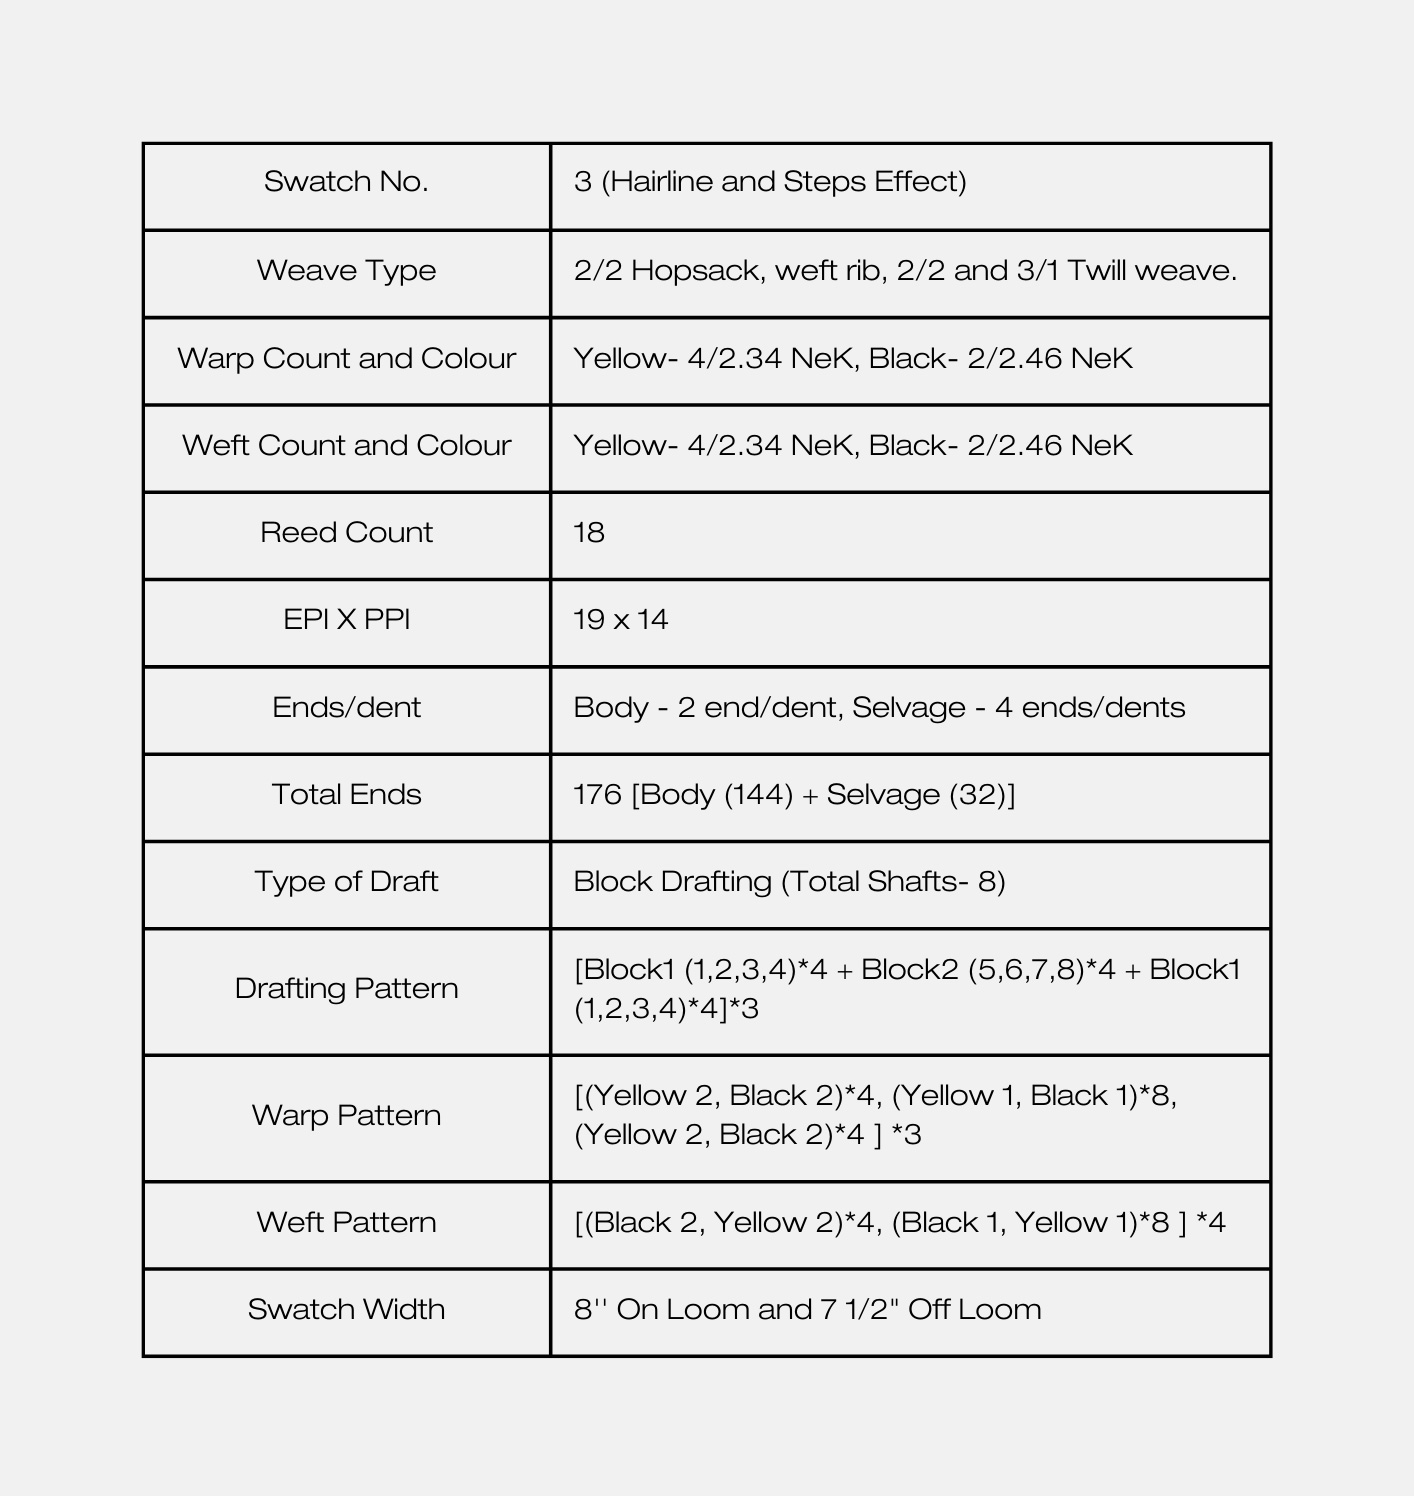 Swatch No.
3 (Hairline and Steps Effect)
Weave Type
2/2 Hopsack, weft rib, 2/2 and 3/1 Twill weave.
Warp Count and Colour
Yellow- 4/2.34 NeK, Black- 2/2.46 NeK
Weft Count and Colour
Yellow- 4/2.34 NeK, Black- 2/2.46 NeK
Reed Count
18
EPI X PPI
19 x 14
Ends/dent
Body - 2 end/dent, Selvage - 4 ends/dents
Total Ends
176 [Body (144) + Selvage (32)]
Type of Draft
Block Drafting (Total Shafts- 8)
Drafting Pattern
[Block1 (1,2,3,4)*4 + Block2 (5,6,7,8)*4 + Block1
(1,2,3,4)*4]*3
Warp Pattern
[(Yellow 2, Black 2)*4, (Yellow 1, Black 1)*8,
(Yellow 2, Black 2)*4 ] *3
Weft Pattern
[(Black 2, Yellow 2)*4, (Black 1, Yellow 1)*8 ] *4
Swatch Width
8'' On Loom and 7 1/2" Off Loom